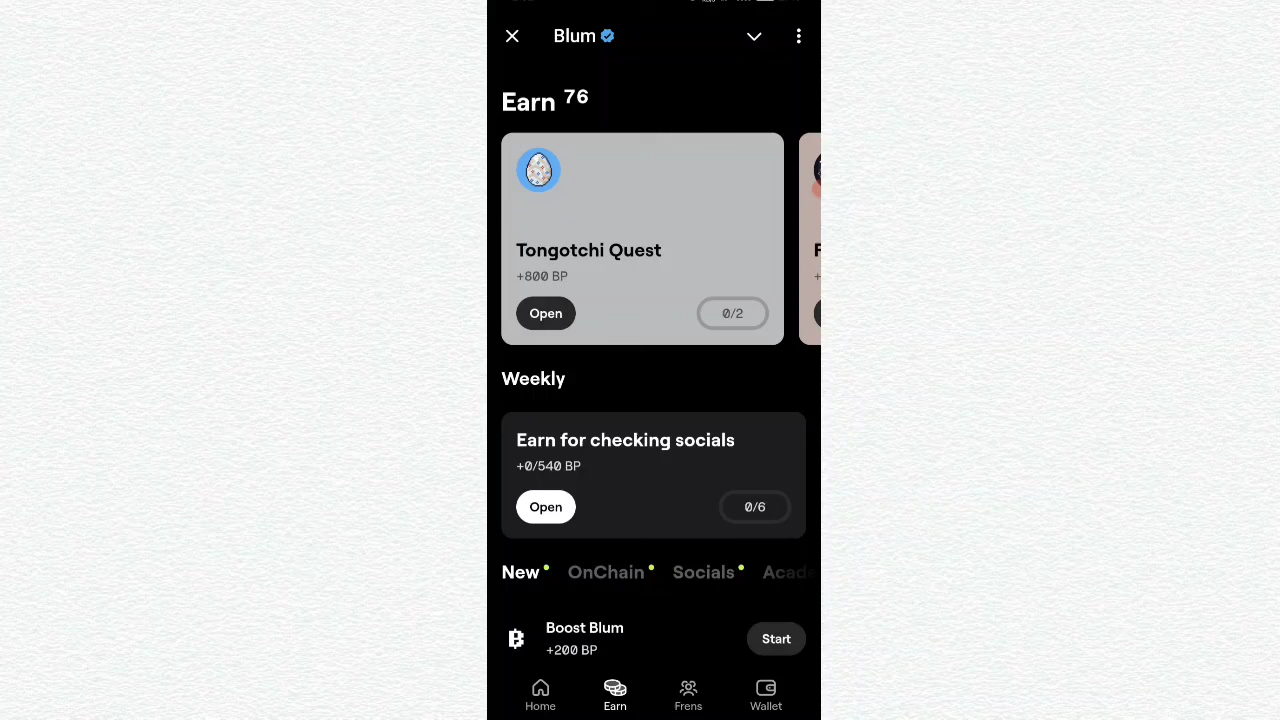 Blum
Earn 76
Tongotchi Quest
+800 BP
Open
0/2
Weekly
Earn for checking socials
+0/540 BP
Open
0/6
New OnChain Socials
Boost Blum
+200 BP
Start
Home Earn Frens Wallet